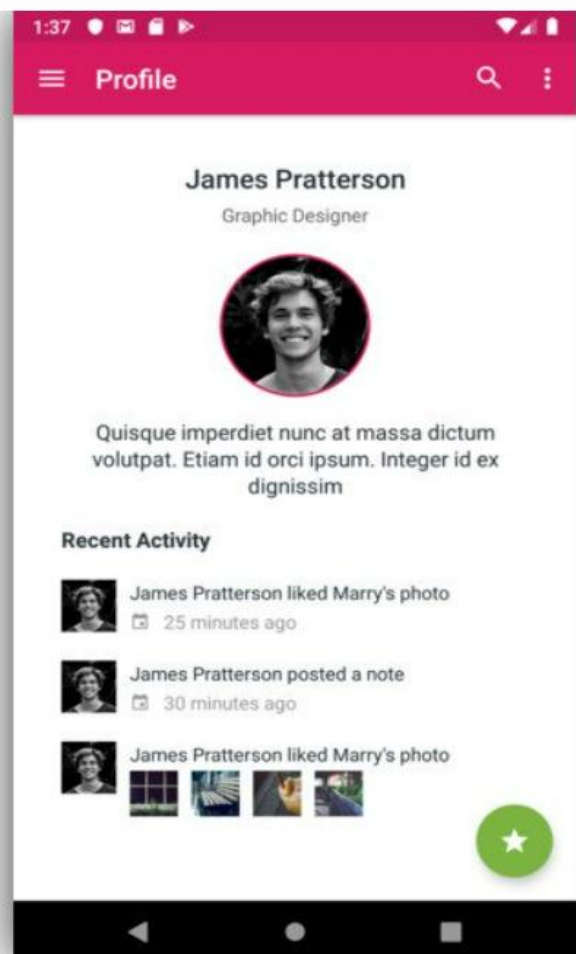 1:37
Profile
James Pratterson
Graphic Designer
Quisque imperdiet nunc at massa dictum
volutpat. Etiam id orci ipsum. Integer id ex
dignissim
Recent Activity
James Pratterson liked Marry's photo
25 minutes ago
James Pratterson posted a note
30 minutes ago
James Pratterson liked Marry's photo